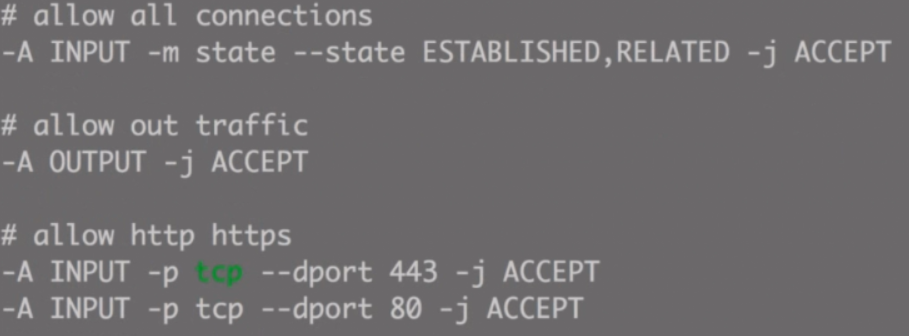 # allow all connections
-A INPUT -m state --state ESTABLISHED,RELATED -j ACCEPT
# allow out traffic
-A OUTPUT -j ACCEPT
# allow http https
-A INPUT -p tcp --dport 443 -j ACCEPT
-A INPUT -p tcp --dport 80 -j ACCEPT